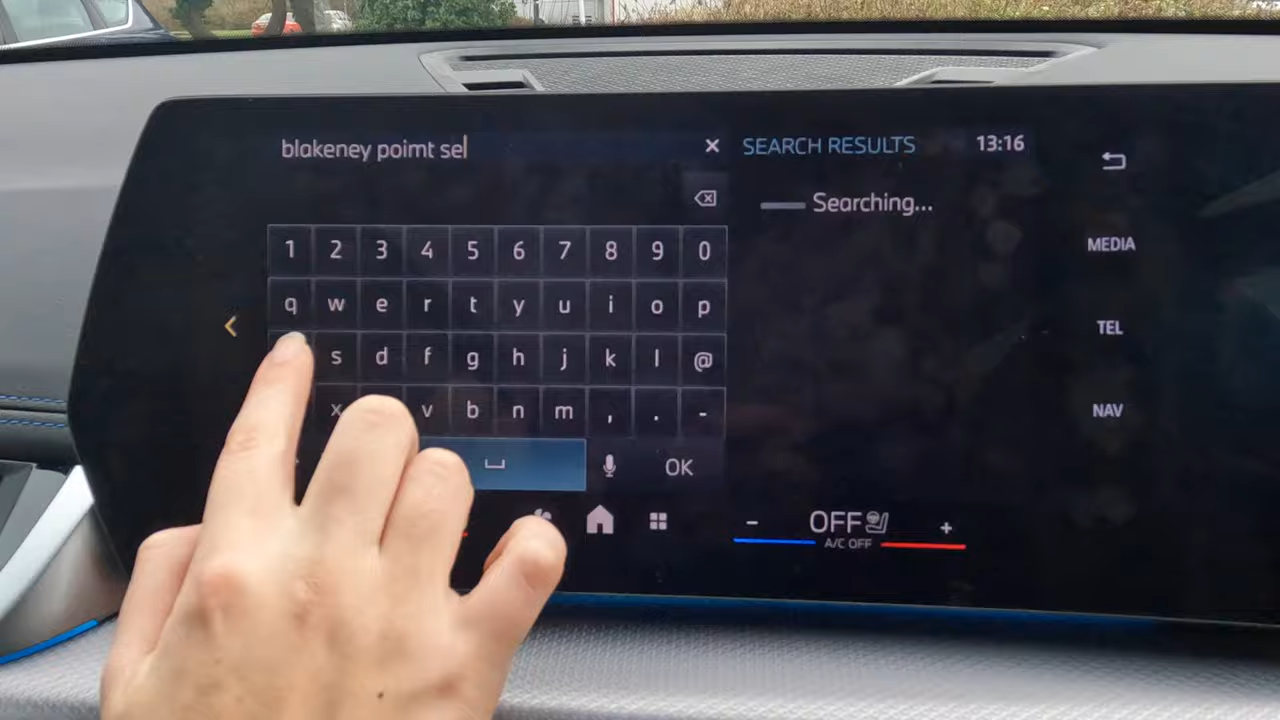 blakeney poimt sel
SEARCH RESULTS
13:16
Searching...
MEDIA
TEL
NAV
1 2 3 4 5 6 7 8 9 0
q w e r t y u i o p
s d f g h j k l @
x v b n m , . -
OK
- OFF +
A/C OFF